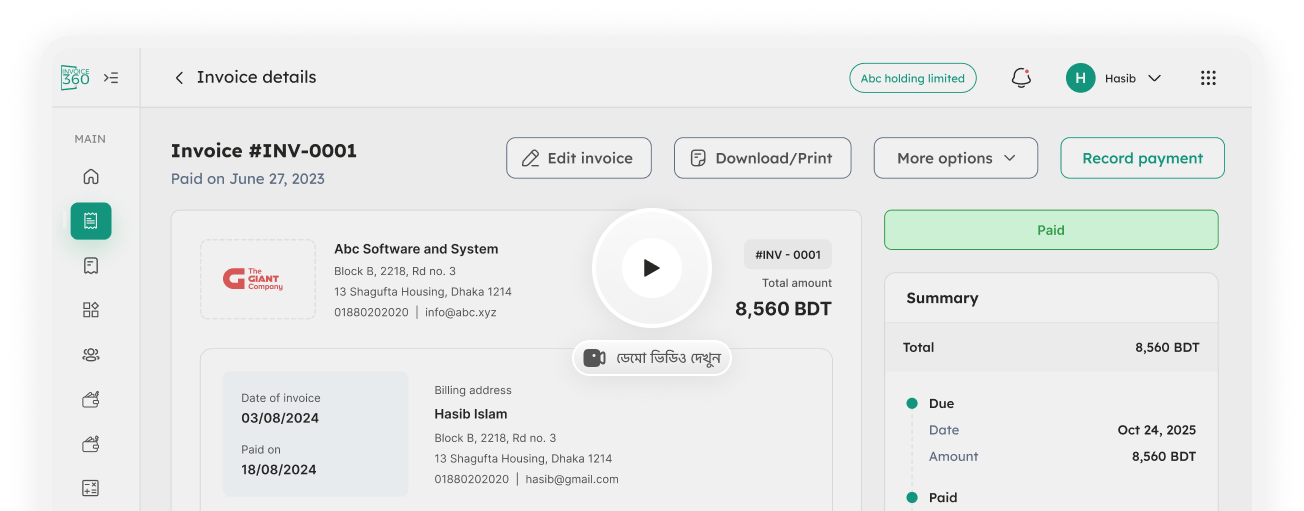 INVOICE
360
Invoice details
Abc holding limited
H
Hasib
MAIN
Invoice #INV-0001
Paid on June 27, 2023
Edit invoice
Download/Print
More options
Record payment
The
GIANT
Company
Abc Software and System
Block B, 2218, Rd no. 3
13 Shagufta Housing, Dhaka 1214
01880202020 | info@abc.xyz
#INV - 0001
Total amount
8,560 BDT
ডেমো ভিডিও দেখুন
Date of invoice
03/08/2024
Paid on
18/08/2024
Billing address
Hasib Islam
Block B, 2218, Rd no. 3
13 Shagufta Housing, Dhaka 1214
01880202020 | hasib@gmail.com
Paid
Summary
Total 8,560 BDT
Due
Date Oct 24, 2025
Amount 8,560 BDT
Paid